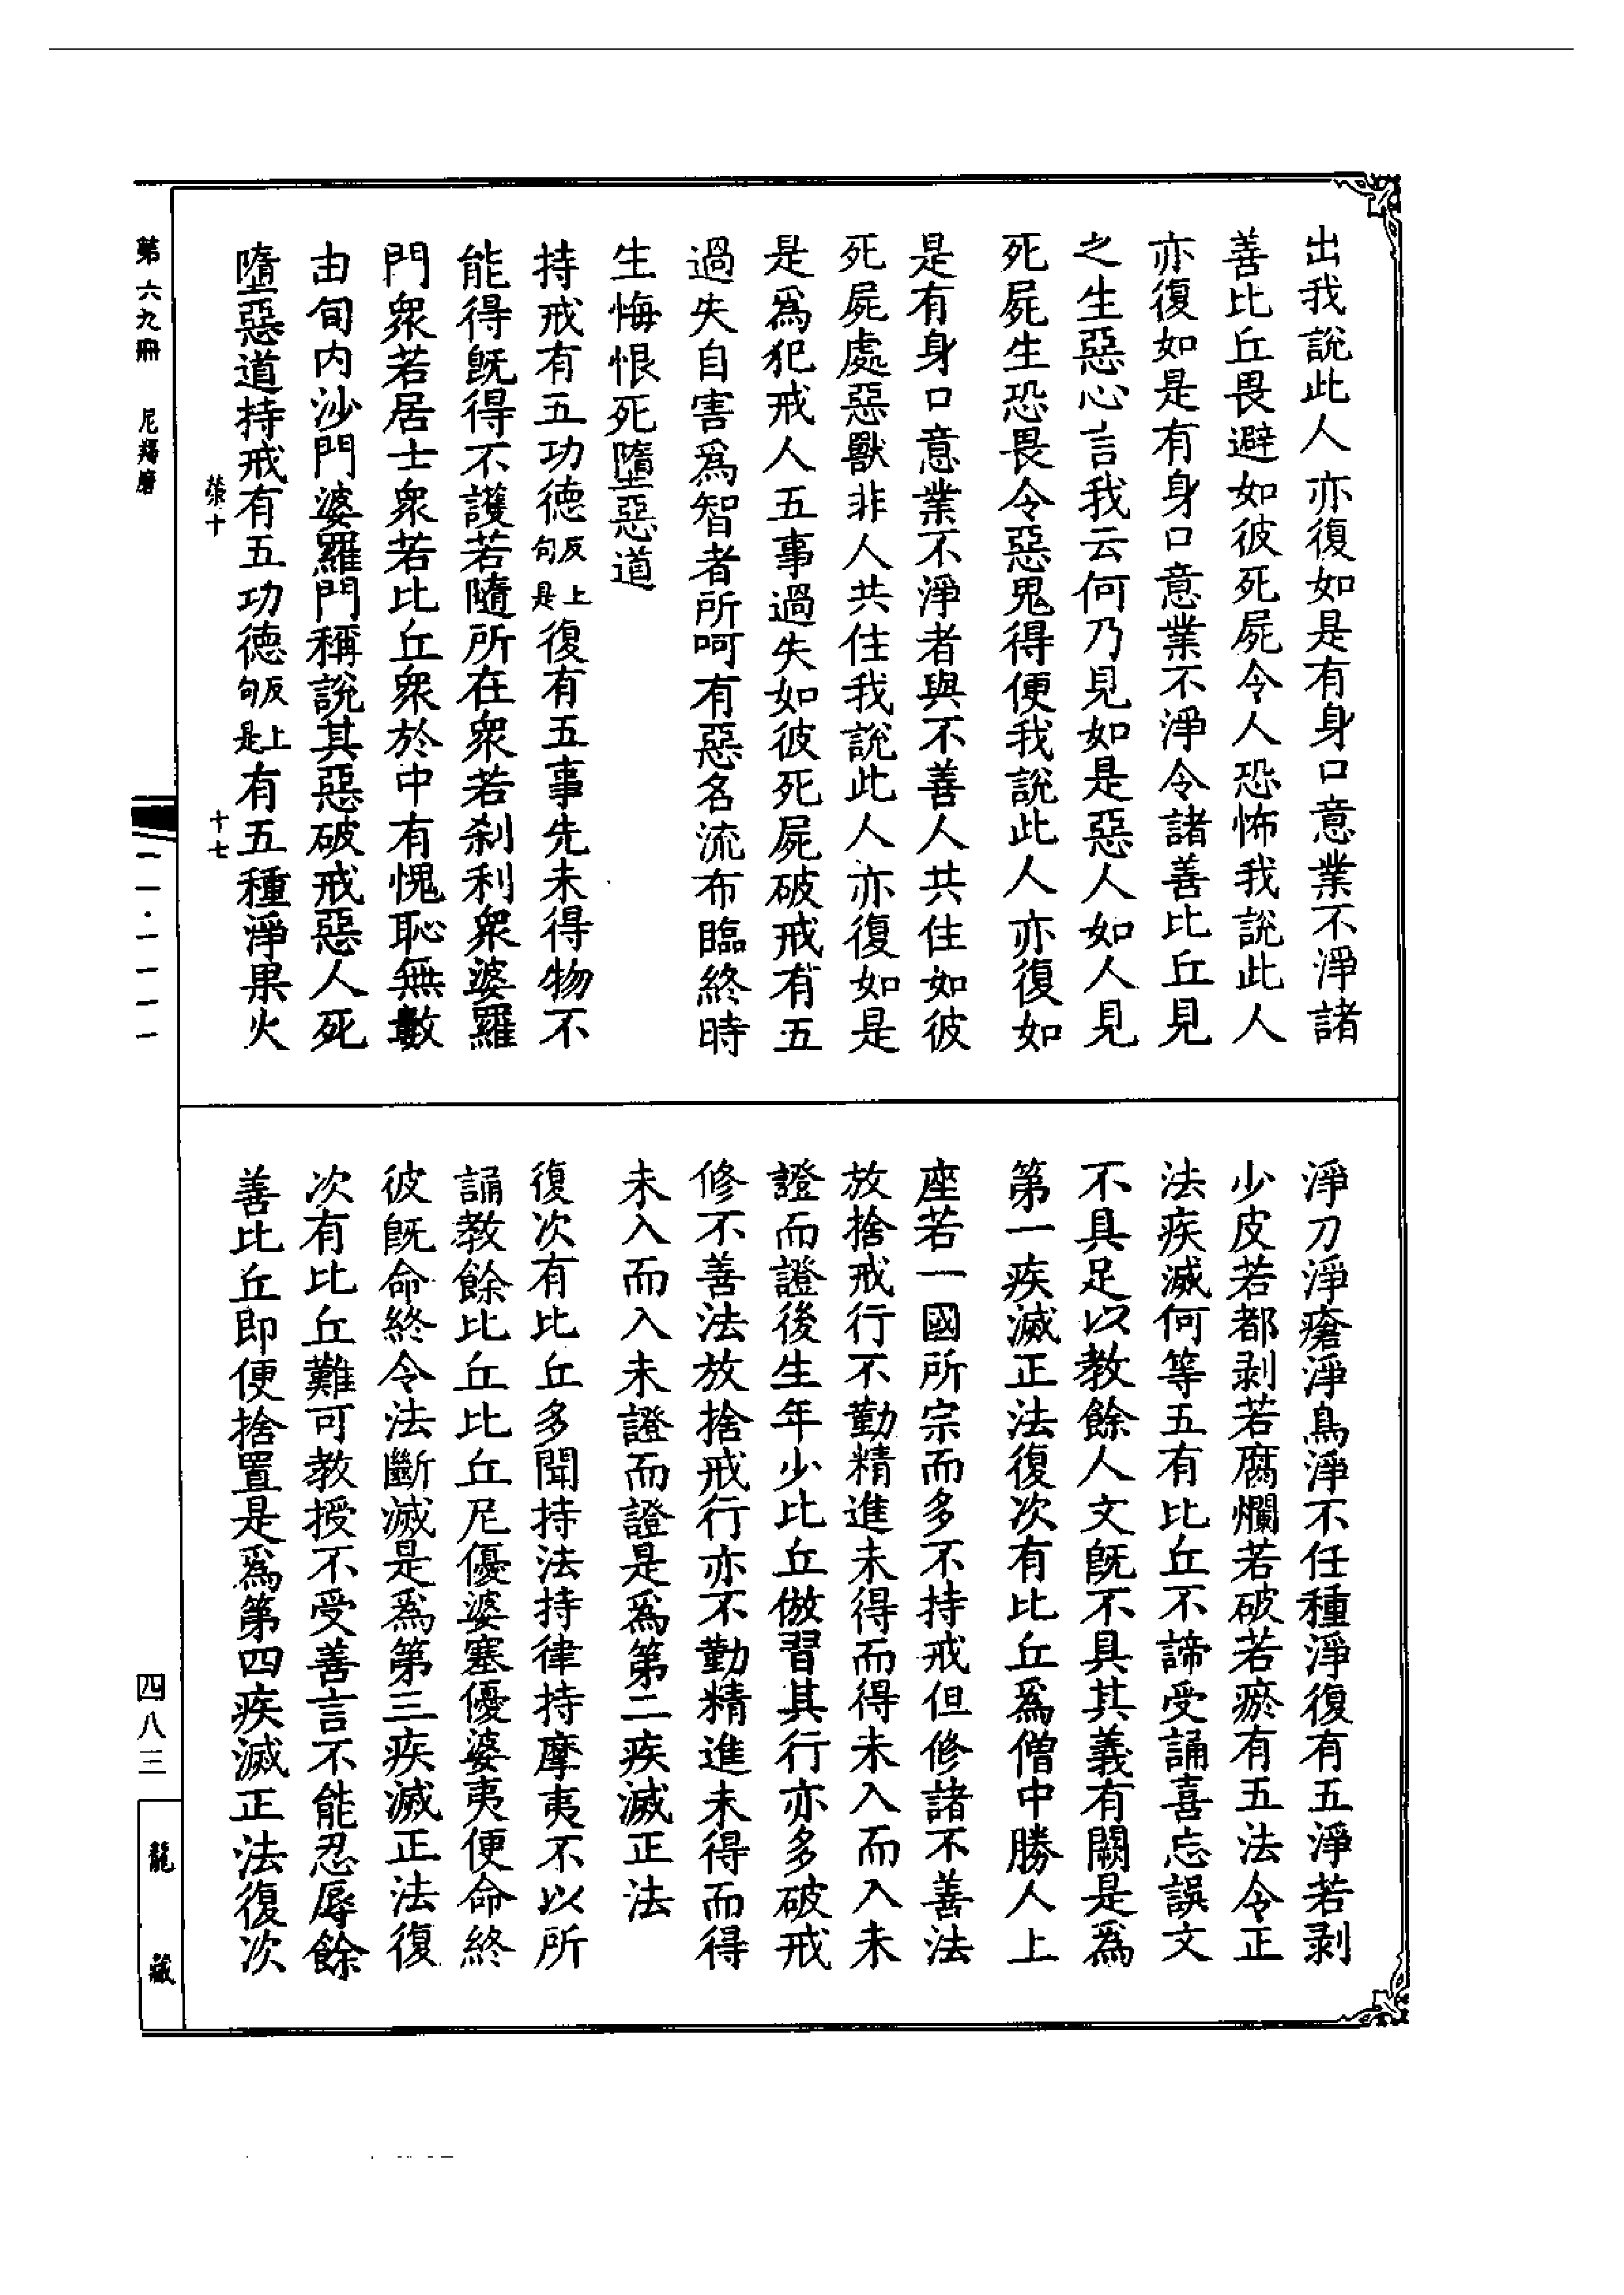 出我說此人亦復如是有身口意業不淨諸
善比丘畏避如彼死屍令人恐怖我說此人
亦復如是有身口意業不淨令諸善比丘見
之生惡心言我云何乃見如是惡人如人見
死屍生恐畏令惡鬼得便我說此人亦復如
是有身口意業不淨者與不善人共住如彼
死屍處惡獸非人共住我說此人亦復如是
是爲犯戒人五事過失如彼死屍破戒有五
過失自害爲智者所呵有惡名流布臨終時
生悔恨死墮惡道
持戒有五功德反上句是復有五事先未得物不
能得既得不護若隨所在衆若剎利衆婆羅
門衆若居士衆若比丘衆於中有愧恥無數
由旬內沙門婆羅門稱說其惡破戒惡人死
墮惡道持戒有五功德反上句是有五種淨果火
淨刀淨瘡淨鳥淨不任種淨復有五淨若剥
少皮若都剥若腐爛若破若瘀有五法令正
法疾滅何等五有比丘不諦受誦喜忘誤文
不具足以教餘人文既不具其義有闕是爲
第一疾滅正法復次有比丘爲僧中勝人上
座若一國所宗而多不持戒但修諸不善法
放捨戒行不勤精進未得而得未入而入未
證而證後生年少比丘倣習其行亦多破戒
修不善法放捨戒行亦不勤精進未得而得
未入而入未證而證是爲第二疾滅正法
復次有比丘多聞持法持律持摩夷不以所
誦教餘比丘比丘尼優婆塞優婆夷便命終
彼既命終令法斷滅是爲第三疾滅正法復
次有比丘難可教授不受善言不能忍辱餘
善比丘即便捨置是爲第四疾滅正法復次
榮十 十七
第六九冊 尼羯磨
一一·一一一一
四八三
龍藏